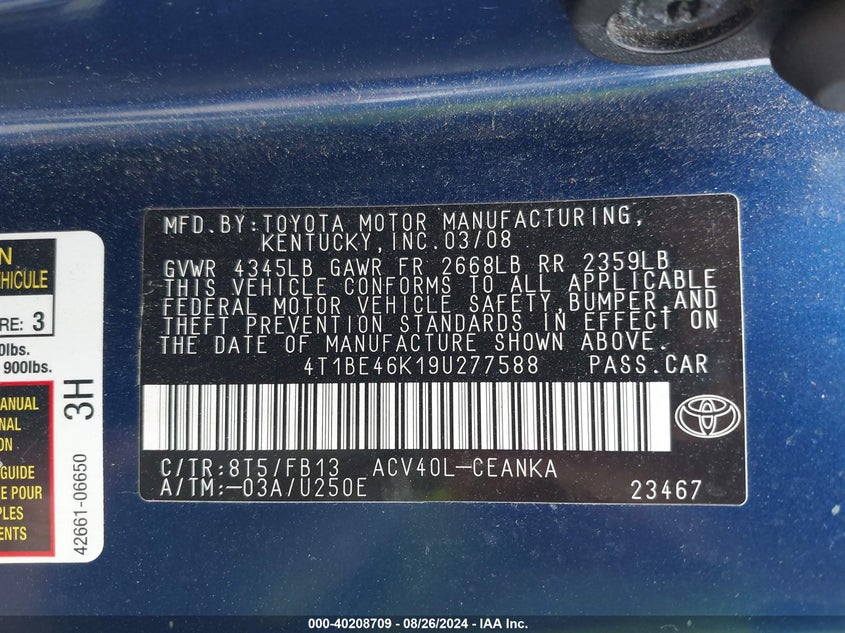 MFD.BY:TOYOTA MOTOR MANUFACTURING,
KENTUCKY, INC.03/08
GVWR 4345LB GAWR FR 2668LB RR 2359LB
THIS VEHICLE CONFORMS TO ALL APPLICABLE
FEDERAL MOTOR VEHICLE SAFETY,BUMPER,AND
THEFT PREVENTION STANDARDS IN EFFECT ON
THE DATE OF MANUFACTURE SHOWN ABOVE.
4T1BE46K19U277588 PASS.CAR
C/TR:8T5/FB13 ACV40L-CEANKA
A/TM:-03A/U250E 23467
N
EHICULE
RE: 3
0lbs.
900lbs.
ANUAL
NAL
ON
GUIDE
E POUR
PLES
ENTS
3H
42661-06650
000-40208709 - 08/26/2024 - IAA Inc.